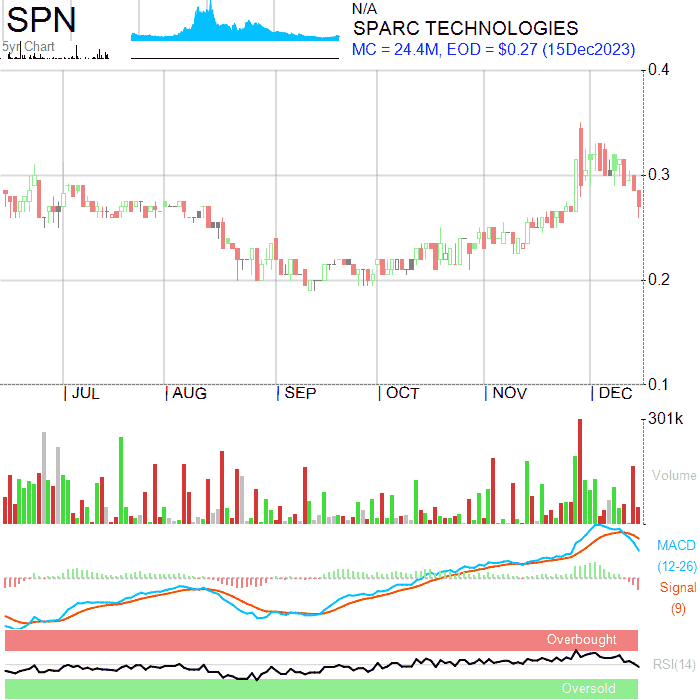 SPN
5yr Chart
N/A
SPARC TECHNOLOGIES
MC = 24.4M, EOD = $0.27 (15Dec2023)
0.4
0.3
0.2
0.1
JUL AUG SEP OCT NOV DEC
301k
Volume
MACD
(12-26)
Signal
(9)
Overbought
RSI(14)
Oversold